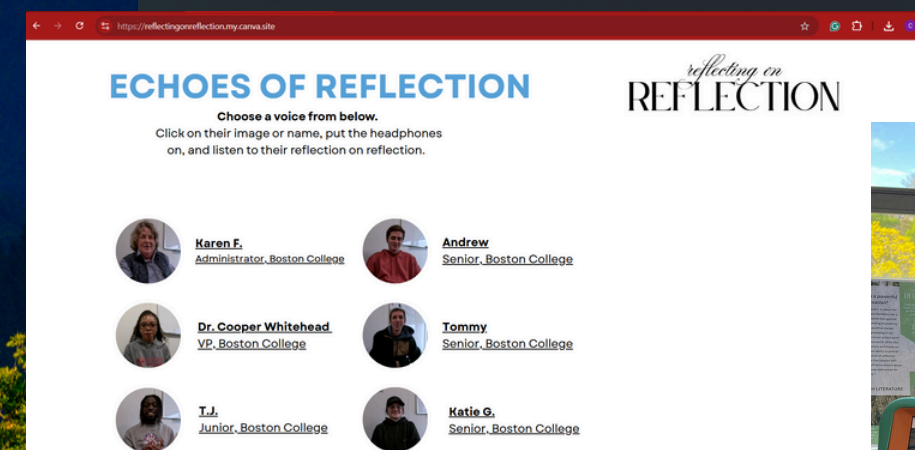 https://reflectingonreflection.my.canva.site
ECHOES OF REFLECTION
Choose a voice from below.
Click on their image or name, put the headphones
on, and listen to their reflection on reflection.
reflecting on
REFLECTION
Karen F.
Administrator, Boston College
Andrew
Senior, Boston College
Dr. Cooper Whitehead
VP, Boston College
Tommy
Senior, Boston College
T.J.
Junior, Boston College
Katie G.
Senior, Boston College
LITERATURE